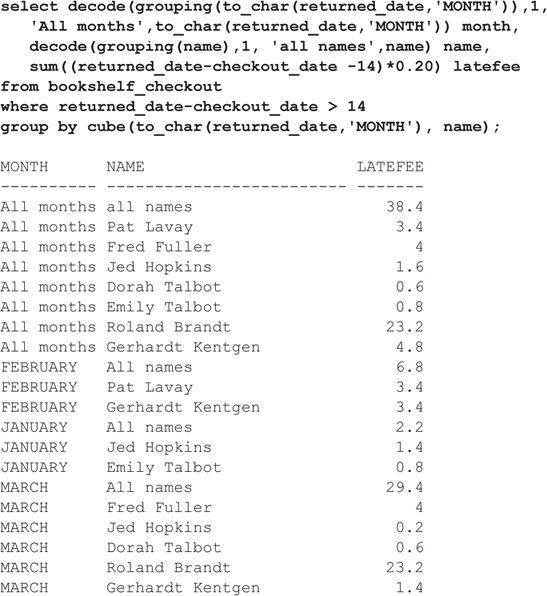 select decode(grouping(to_char(returned_date,'MONTH')),1,
'All months',to_char(returned_date,'MONTH')) month,
decode(grouping(name),1, 'all names',name) name,
sum((returned_date-checkout_date -14)*0.20) latefee
from bookshelf_checkout
where returned_date-checkout_date > 14
group by cube(to_char(returned_date,'MONTH'), name);
MONTH NAME LATEFEE
---------- ------------------------- -------
All months all names 38.4
All months Pat Lavay 3.4
All months Fred Fuller 4
All months Jed Hopkins 1.6
All months Dorah Talbot 0.6
All months Emily Talbot 0.8
All months Roland Brandt 23.2
All months Gerhardt Kentgen 4.8
FEBRUARY All names 6.8
FEBRUARY Pat Lavay 3.4
FEBRUARY Gerhardt Kentgen 3.4
JANUARY All names 2.2
JANUARY Jed Hopkins 1.4
JANUARY Emily Talbot 0.8
MARCH All names 29.4
MARCH Fred Fuller 4
MARCH Jed Hopkins 0.2
MARCH Dorah Talbot 0.6
MARCH Roland Brandt 23.2
MARCH Gerhardt Kentgen 1.4